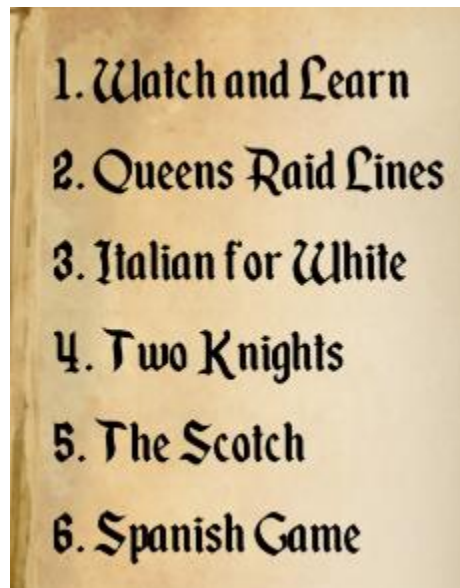 1. Watch and Learn
2. Queens Raid Lines
3. Italian for White
4. Two Knights
5. The Scotch
6. Spanish Game